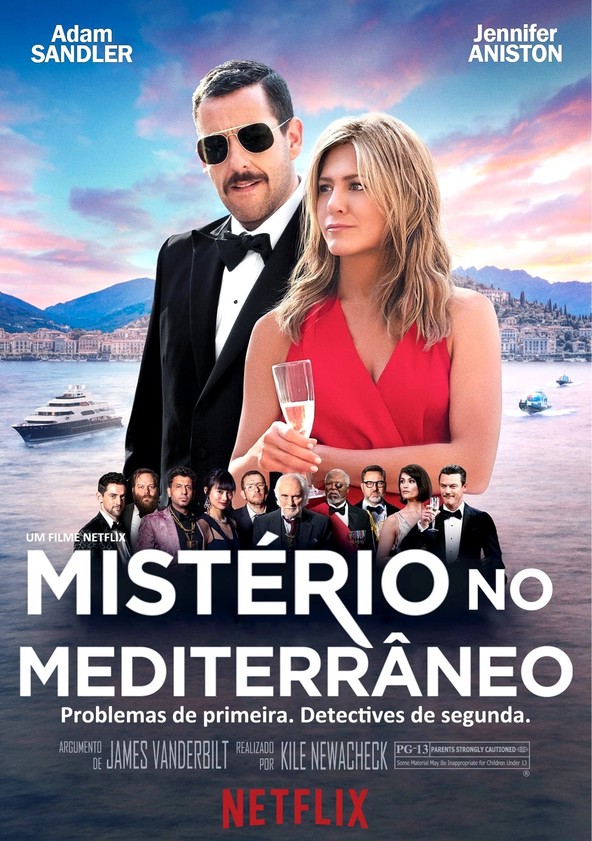 Adam
SANDLER
Jennifer
ANISTON
UM FILME NETFLIX
MISTÉRIO NO
MEDITERRÂNEO
Problemas de primeira. Detectives de segunda.
ARGUMENTO
DE
JAMES VANDERBILT
REALIZADO
POR
KILE NEWACHECK
PG-13 PARENTS STRONGLY CAUTIONED
Some Material May Be Inappropriate for Children Under 13
®
NETFLIX